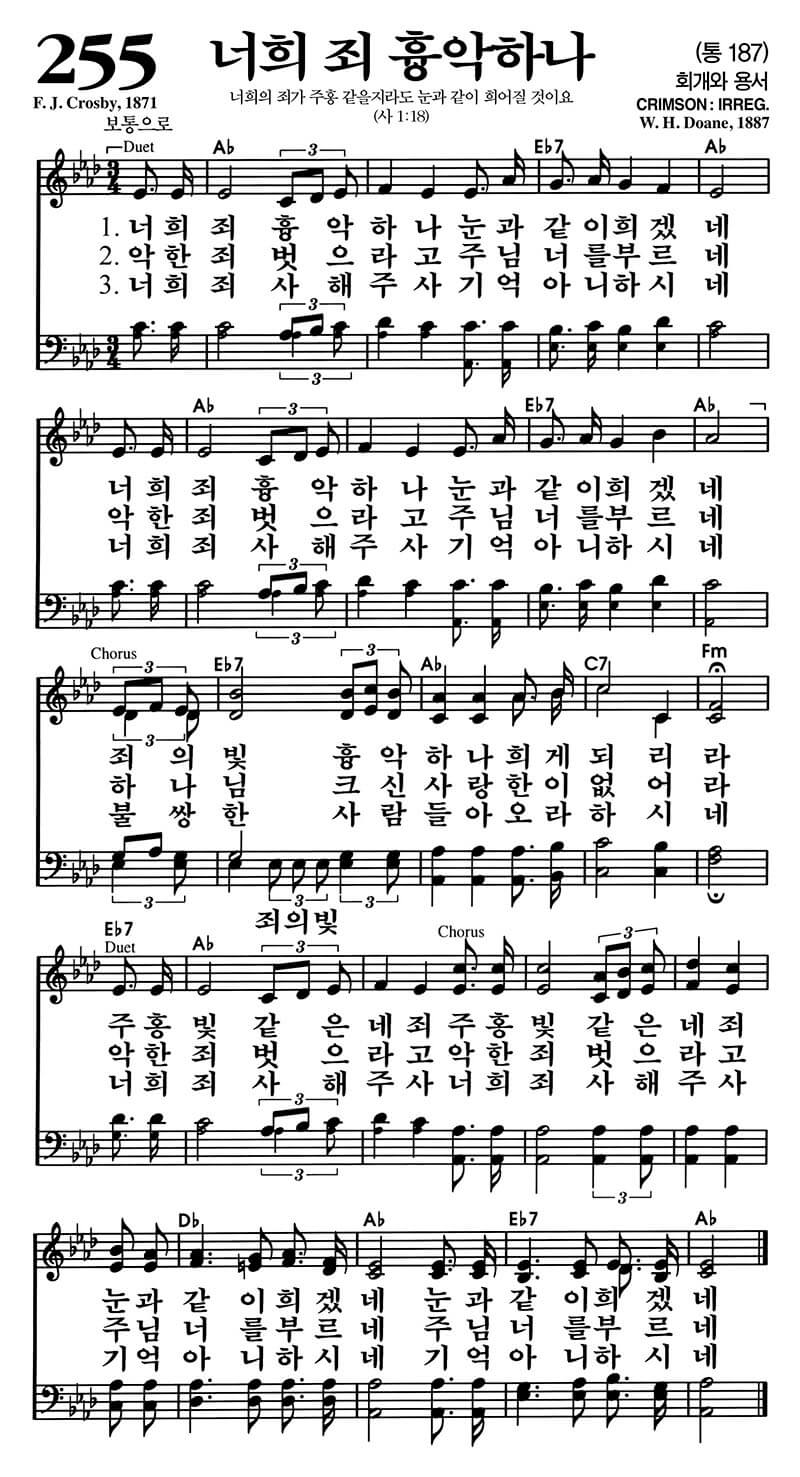 255 너희 죄 흉악하나 (통 187)
회개와 용서
F. J. Crosby, 1871 너희의 죄가 주홍 같을지라도 눈과 같이 희어질 것이요 CRIMSON : IRREG.
보통으로 (사 1:18) W. H. Doane, 1887
Duet A♭ 3 E♭7 A♭
3 4
1. 너희 죄 흉악하나 눈과 같이희겠네
2. 악한 죄 벗으라고 주님 너를부르네
3. 너희 죄 사해주사 기억 아니하시네
3
3 4
3
A♭ 3 E♭7 A♭
너희 죄 흉악하나 눈과 같이희겠네
악한 죄 벗으라고 주님 너를부르네
너희 죄 사해주사 기억 아니하시네
3
3
Chorus 3 E♭7 3 A♭ C7 Fm
3
죄의 빛 흉악하나 희게 되리라
하나님 크신 사랑 한이 없어라
불쌍한 사람들아 오라 하시네
3 3 3
죄의빛
E♭7
Duet A♭ 3 Chorus 3
주홍빛 같은 네 죄 주홍빛 같은 네 죄
악한 죄 벗으라고 악한 죄 벗으라고
너희 죄 사해주사 너희 죄 사해주사
3
3
D♭ A♭ E♭7 A♭
눈과 같이희겠네 눈과 같이희겠네
주님 너를부르네 주님 너를부르네
기억 아니하시네 기억 아니하시네